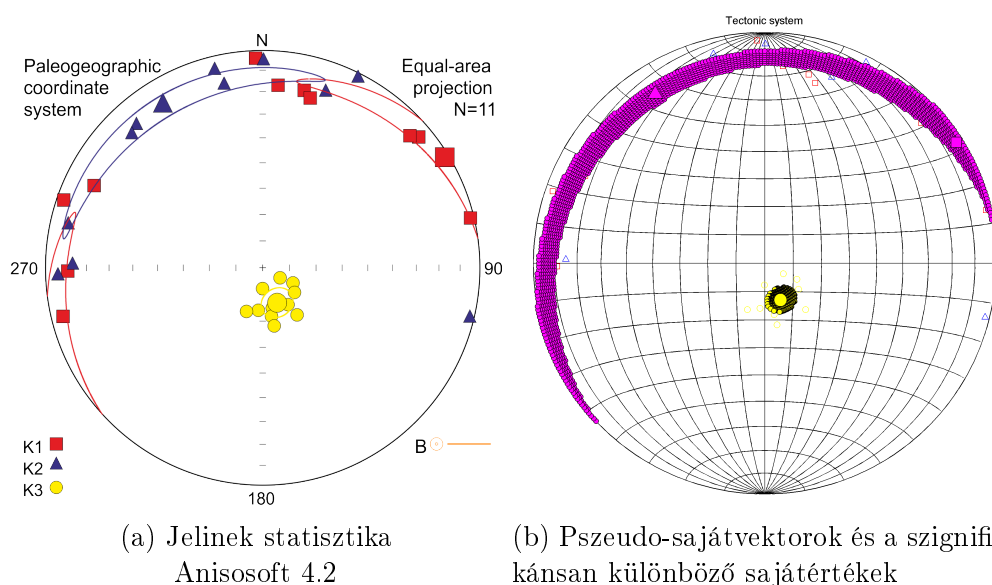 Tectonic system
N
Paleogeographic
coordinate
system
Equal-area
projection
N=11
270
90
180
K1
K2
K3
B
(a) Jelinek statisztika
Anisosoft 4.2
(b) Pszeudo-sajátvektorok és a szignifi
kánsan különböző sajátértékek